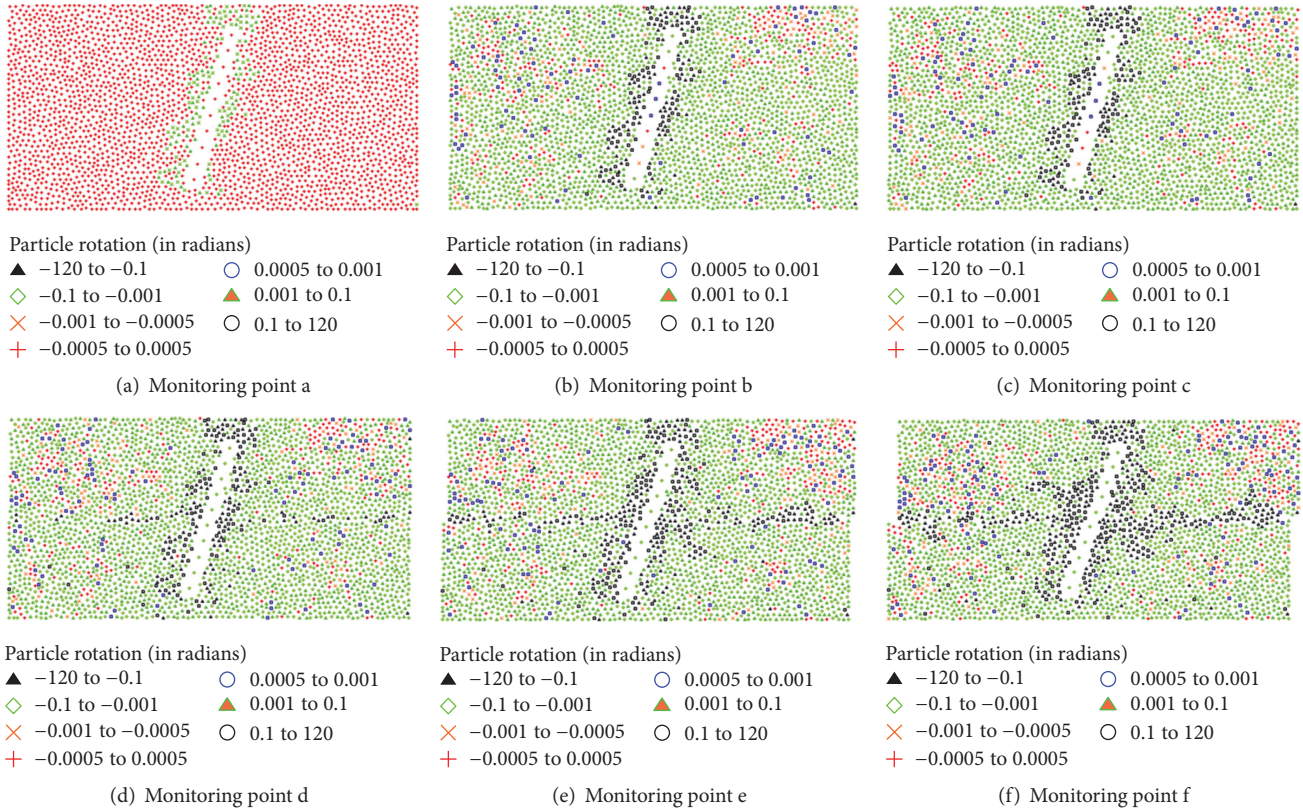 Particle rotation (in radians)
−120 to −0.1
0.0005 to 0.001
−0.1 to −0.001
0.001 to 0.1
−0.001 to −0.0005
0.1 to 120
−0.0005 to 0.0005
(a) Monitoring point a
Particle rotation (in radians)
−120 to −0.1
0.0005 to 0.001
−0.1 to −0.001
0.001 to 0.1
−0.001 to −0.0005
0.1 to 120
−0.0005 to 0.0005
(b) Monitoring point b
Particle rotation (in radians)
−120 to −0.1
0.0005 to 0.001
−0.1 to −0.001
0.001 to 0.1
−0.001 to −0.0005
0.1 to 120
−0.0005 to 0.0005
(c) Monitoring point c
Particle rotation (in radians)
−120 to −0.1
0.0005 to 0.001
−0.1 to −0.001
0.001 to 0.1
−0.001 to −0.0005
0.1 to 120
−0.0005 to 0.0005
(d) Monitoring point d
Particle rotation (in radians)
−120 to −0.1
0.0005 to 0.001
−0.1 to −0.001
0.001 to 0.1
−0.001 to −0.0005
0.1 to 120
−0.0005 to 0.0005
(e) Monitoring point e
Particle rotation (in radians)
−120 to −0.1
0.0005 to 0.001
−0.1 to −0.001
0.001 to 0.1
−0.001 to −0.0005
0.1 to 120
−0.0005 to 0.0005
(f) Monitoring point f